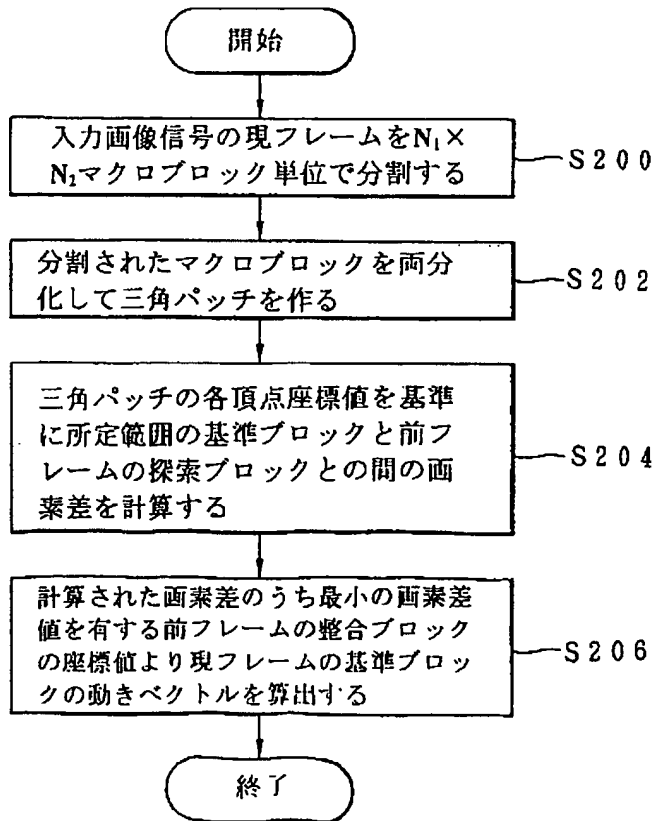 開始
入力画像信号の現フレームをN₁×
N₂マクロブロック単位で分割する
S200
分割されたマクロブロックを両分
化して三角パッチを作る
S202
三角パッチの各頂点座標値を基準
に所定範囲の基準ブロックと前フ
レームの探索ブロックとの間の画
素差を計算する
S204
計算された画素差のうち最小の画素差
値を有する前フレームの整合ブロック
の座標値より現フレームの基準ブロッ
クの動きベクトルを算出する
S206
終了